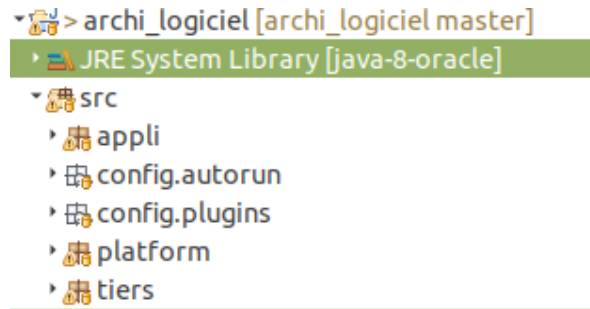 > archi_logiciel [archi_logiciel master]
JRE System Library [java-8-oracle]
src
appli
config.autorun
config.plugins
platform
tiers